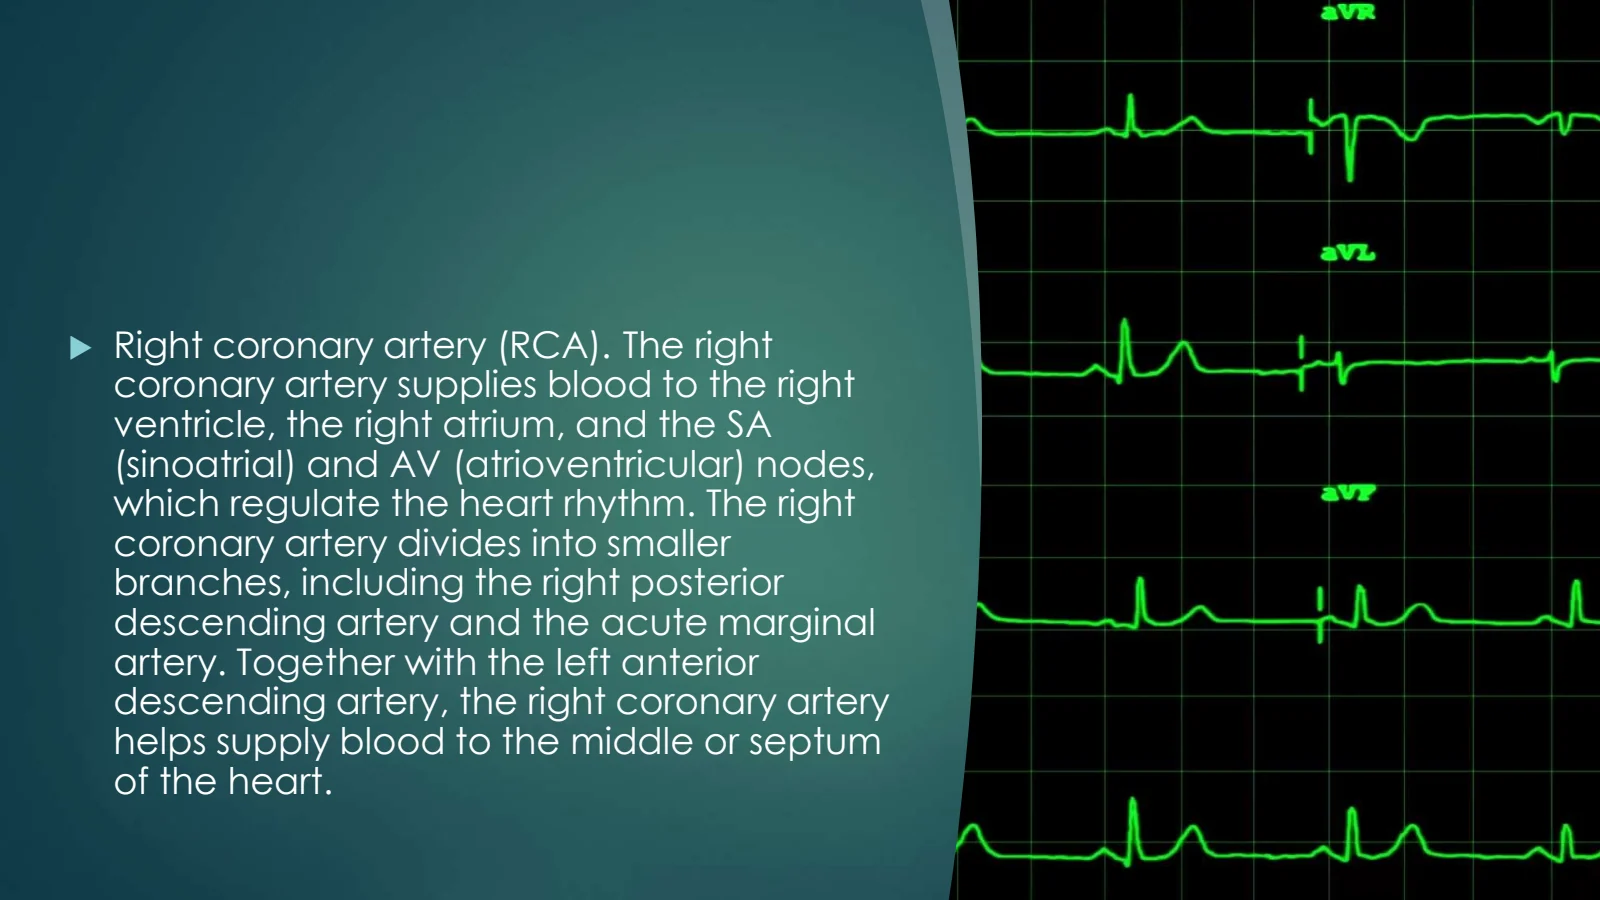 Right coronary artery (RCA). The right
coronary artery supplies blood to the right
ventricle, the right atrium, and the SA
(sinoatrial) and AV (atrioventricular) nodes,
which regulate the heart rhythm. The right
coronary artery divides into smaller
branches, including the right posterior
descending artery and the acute marginal
artery. Together with the left anterior
descending artery, the right coronary artery
helps supply blood to the middle or septum
of the heart.
aVR
aVL
aVF